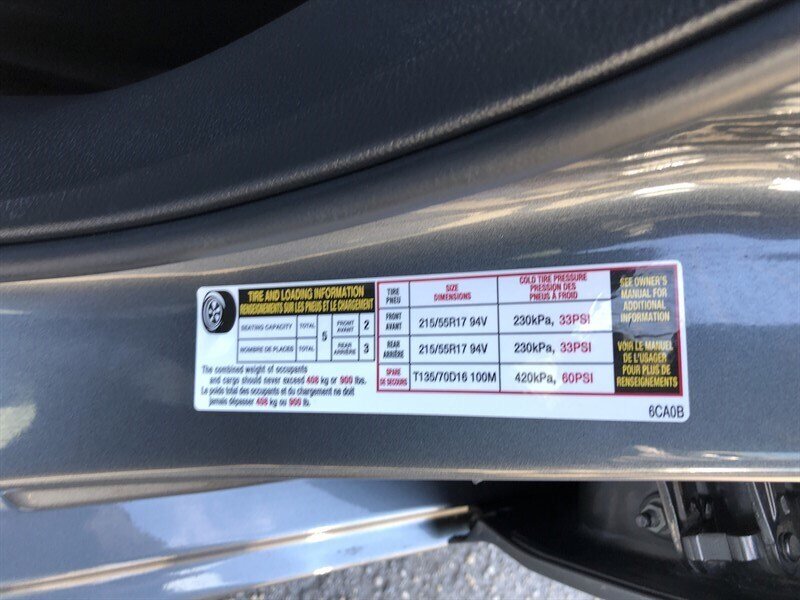 TIRE AND LOADING INFORMATION
RENSEIGNEMENTS SUR LES PNEUS ET LE CHARGEMENT
SEATING CAPACITY TOTAL 5 FRONT AVANT 2
NOMBRE DE PLACES TOTAL REAR ARRIÈRE 3
The combined weight of occupants
and cargo should never exceed 408 kg or 900 lbs.
Le poids total des occupants et du chargement ne doit
jamais dépasser 408 kg ou 900 lb.
TIRE PNEU SIZE DIMENSIONS COLD TIRE PRESSURE PRESSION DES PNEUS À FROID
FRONT AVANT 215/55R17 94V 230kPa, 33PSI
REAR ARRIÈRE 215/55R17 94V 230kPa, 33PSI
SPARE DE SECOURS T135/70D16 100M 420kPa, 60PSI
SEE OWNER'S
MANUAL FOR
ADDITIONAL
INFORMATION
VOIR LE MANUEL
DE L'USAGER
POUR PLUS DE
RENSEIGNEMENTS
6CA0B